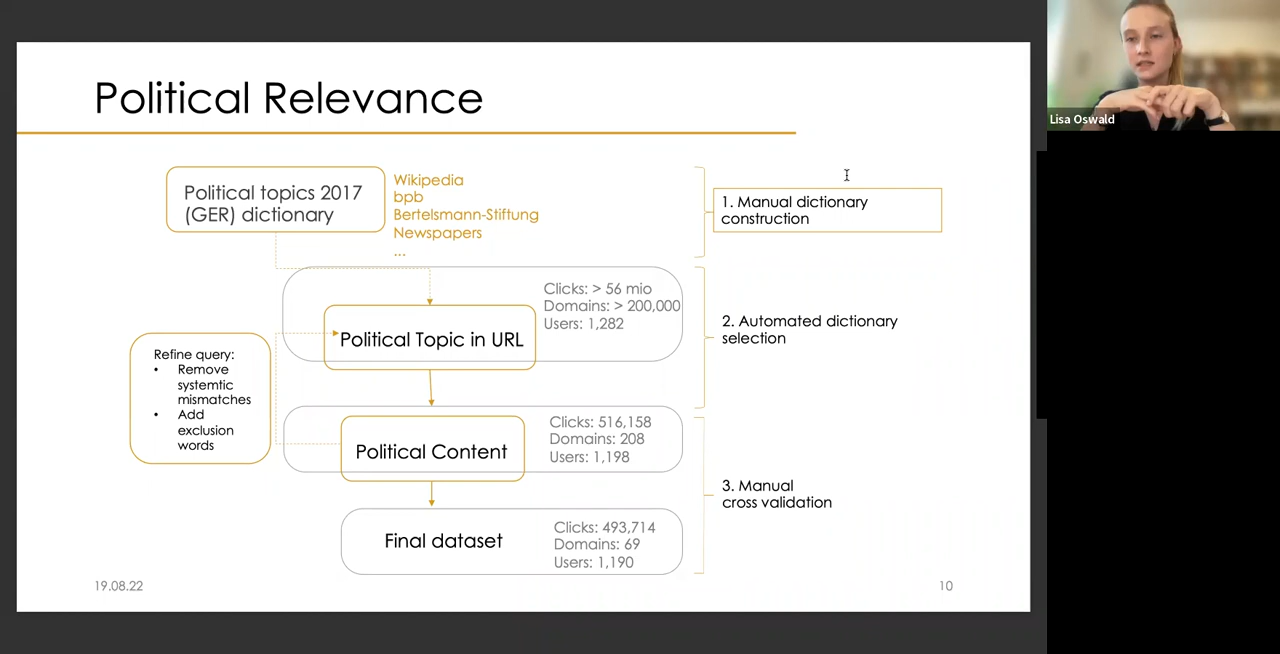 Political Relevance
Lisa Oswald
Political topics 2017
(GER) dictionary
Wikipedia
bpb
Bertelsmann-Stiftung
Newspapers
...
1. Manual dictionary
construction
Clicks: > 56 mio
Domains: > 200,000
Users: 1,282
Political Topic in URL
2. Automated dictionary
selection
Refine query:
• Remove
systemtic
mismatches
• Add
exclusion
words
Clicks: 516,158
Domains: 208
Users: 1,198
Political Content
3. Manual
cross validation
Final dataset
Clicks: 493,714
Domains: 69
Users: 1,190
19.08.22
10